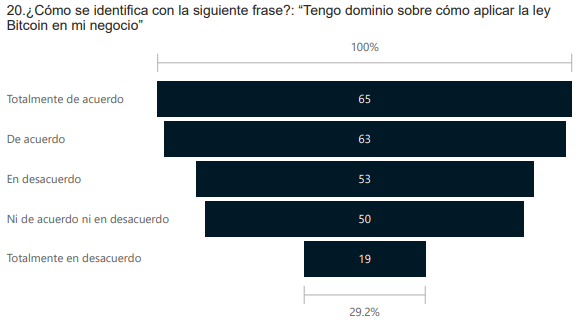 20.¿Cómo se identifica con la siguiente frase?: “Tengo dominio sobre cómo aplicar la ley
Bitcoin en mi negocio”
100%
Totalmente de acuerdo 65
De acuerdo 63
En desacuerdo 53
Ni de acuerdo ni en desacuerdo 50
Totalmente en desacuerdo 19
29.2%